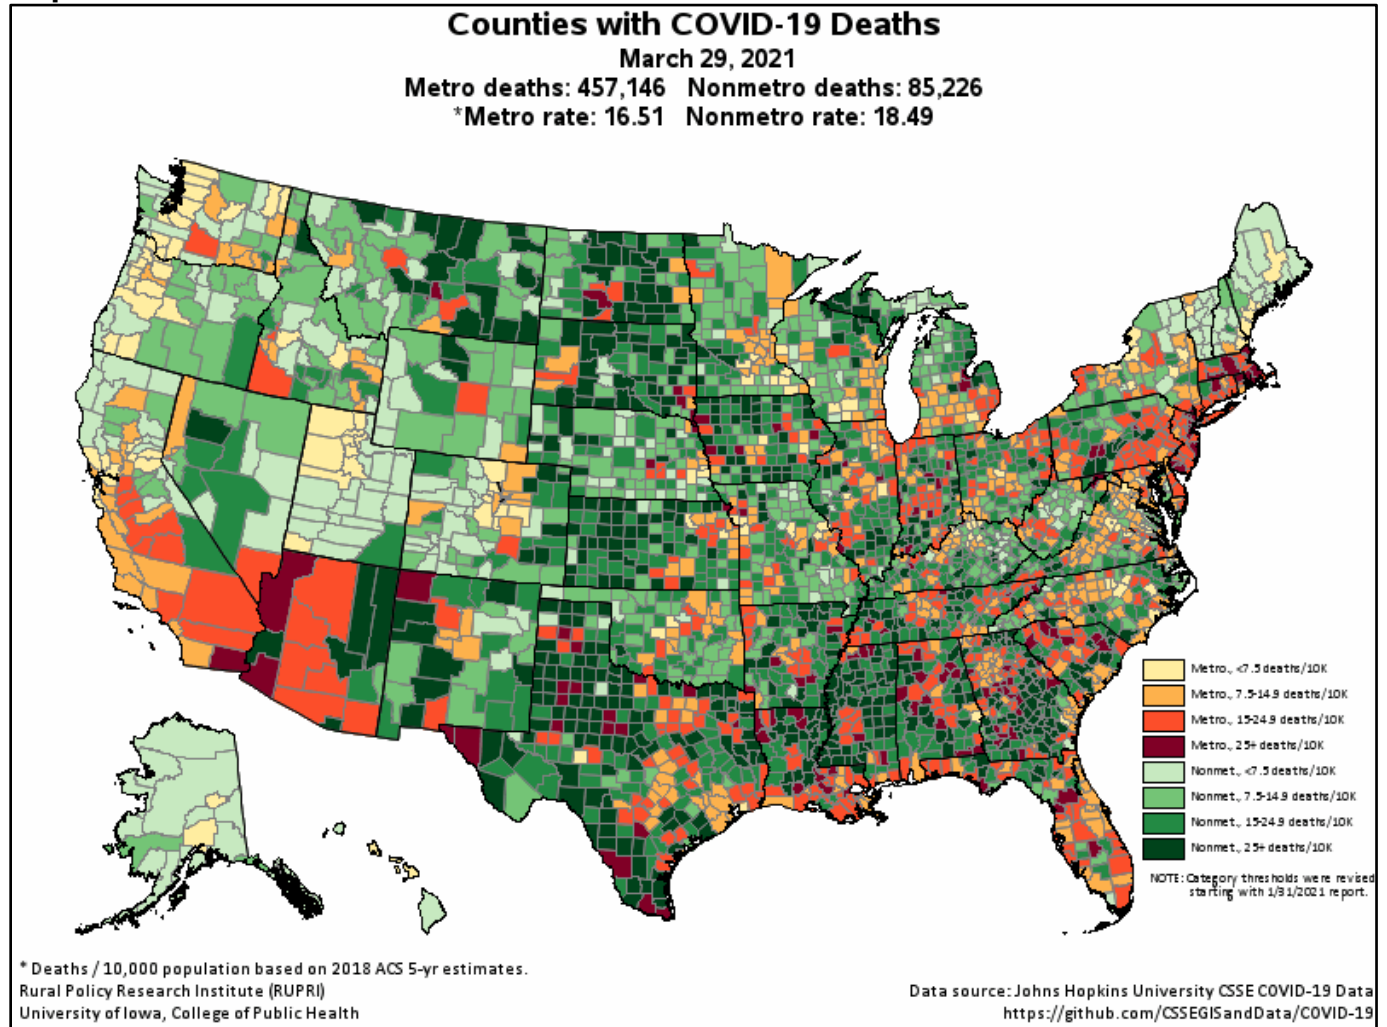 Counties with COVID-19 Deaths
March 29, 2021
Metro deaths: 457,146 Nonmetro deaths: 85,226
*Metro rate: 16.51 Nonmetro rate: 18.49
Metro., <7.5 deaths/10K
Metro., 7.5-14.9 deaths/10K
Metro., 15-24.9 deaths/10K
Metro., 25+ deaths/10K
Nonmet., <7.5 deaths/10K
Nonmet., 7.5-14.9 deaths/10K
Nonmet., 15-24.9 deaths/10K
Nonmet., 25+ deaths/10K
NOTE: Category thresholds were revised
starting with 1/31/2021 report.
* Deaths / 10,000 population based on 2018 ACS 5-yr estimates.
Rural Policy Research Institute (RUPRI)
University of Iowa, College of Public Health
Data source: Johns Hopkins University CSSE COVID-19 Data
https://github.com/CSSEGISandData/COVID-19